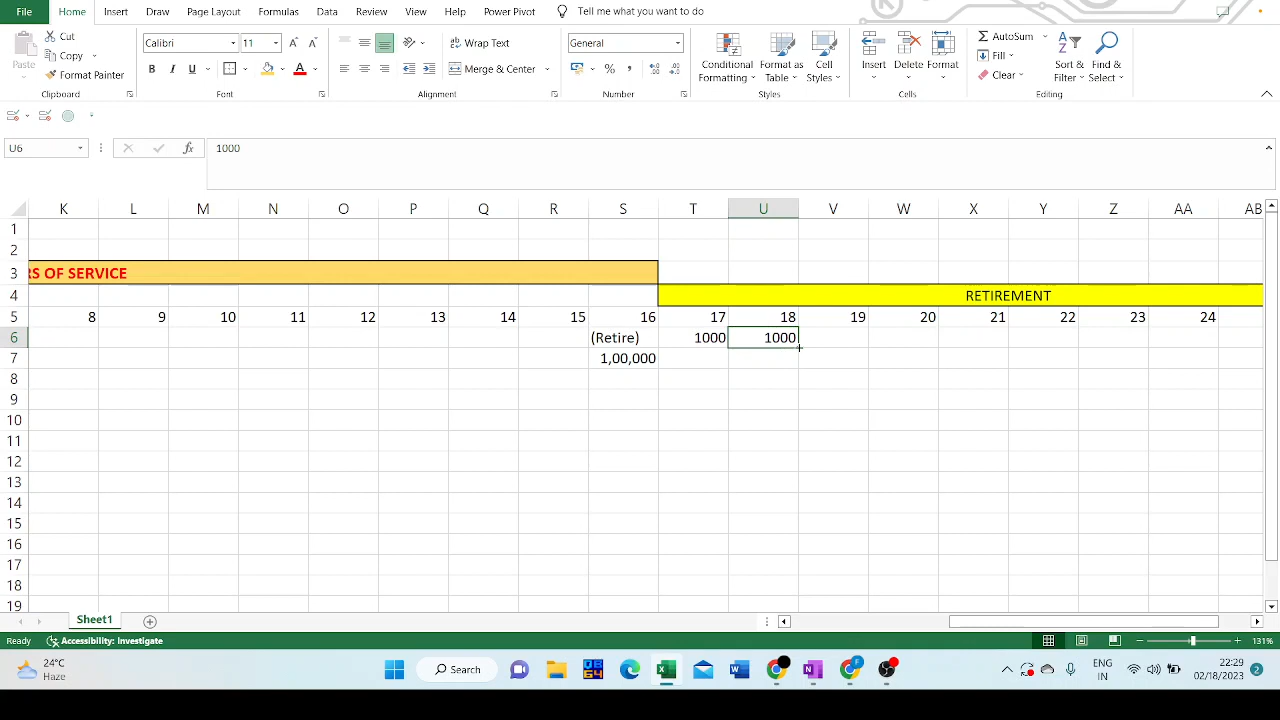 File Home Insert Draw Page Layout Formulas Data Review View Help Power Pivot Tell me what you want to do
Paste Cut Copy Format Painter
Calibri 11
B I U A
Wrap Text
Merge & Center
General
%
Conditional Formatting Format as Table Cell Styles
Insert Delete Format
AutoSum Fill Clear
Sort & Filter Find & Select
Clipboard Font Alignment Number Styles Cells Editing
U6 fx 1000
K L M N O P Q R S T U V W X Y Z AA AB
1
2
3 RS OF SERVICE
4 RETIREMENT
5 8 9 10 11 12 13 14 15 16 17 18 19 20 21 22 23 24
6 (Retire) 1000 1000
7 1,00,000
8
9
10
11
12
13
14
15
16
17
18
19
Sheet1
Ready Accessibility: Investigate 131%
24°C
Haze
Search
ENG
IN
22:29
02/18/2023
2